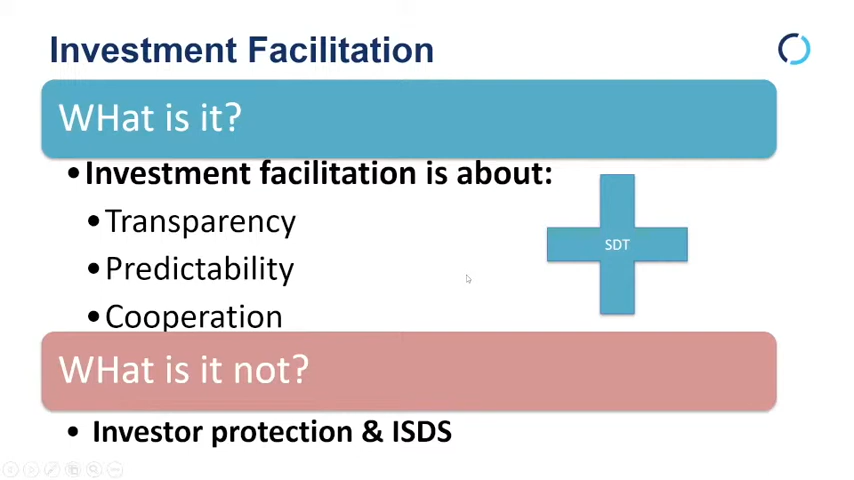 Investment Facilitation
WHat is it?
•Investment facilitation is about:
•Transparency
SDT
•Predictability
•Cooperation
WHat is it not?
• Investor protection & ISDS